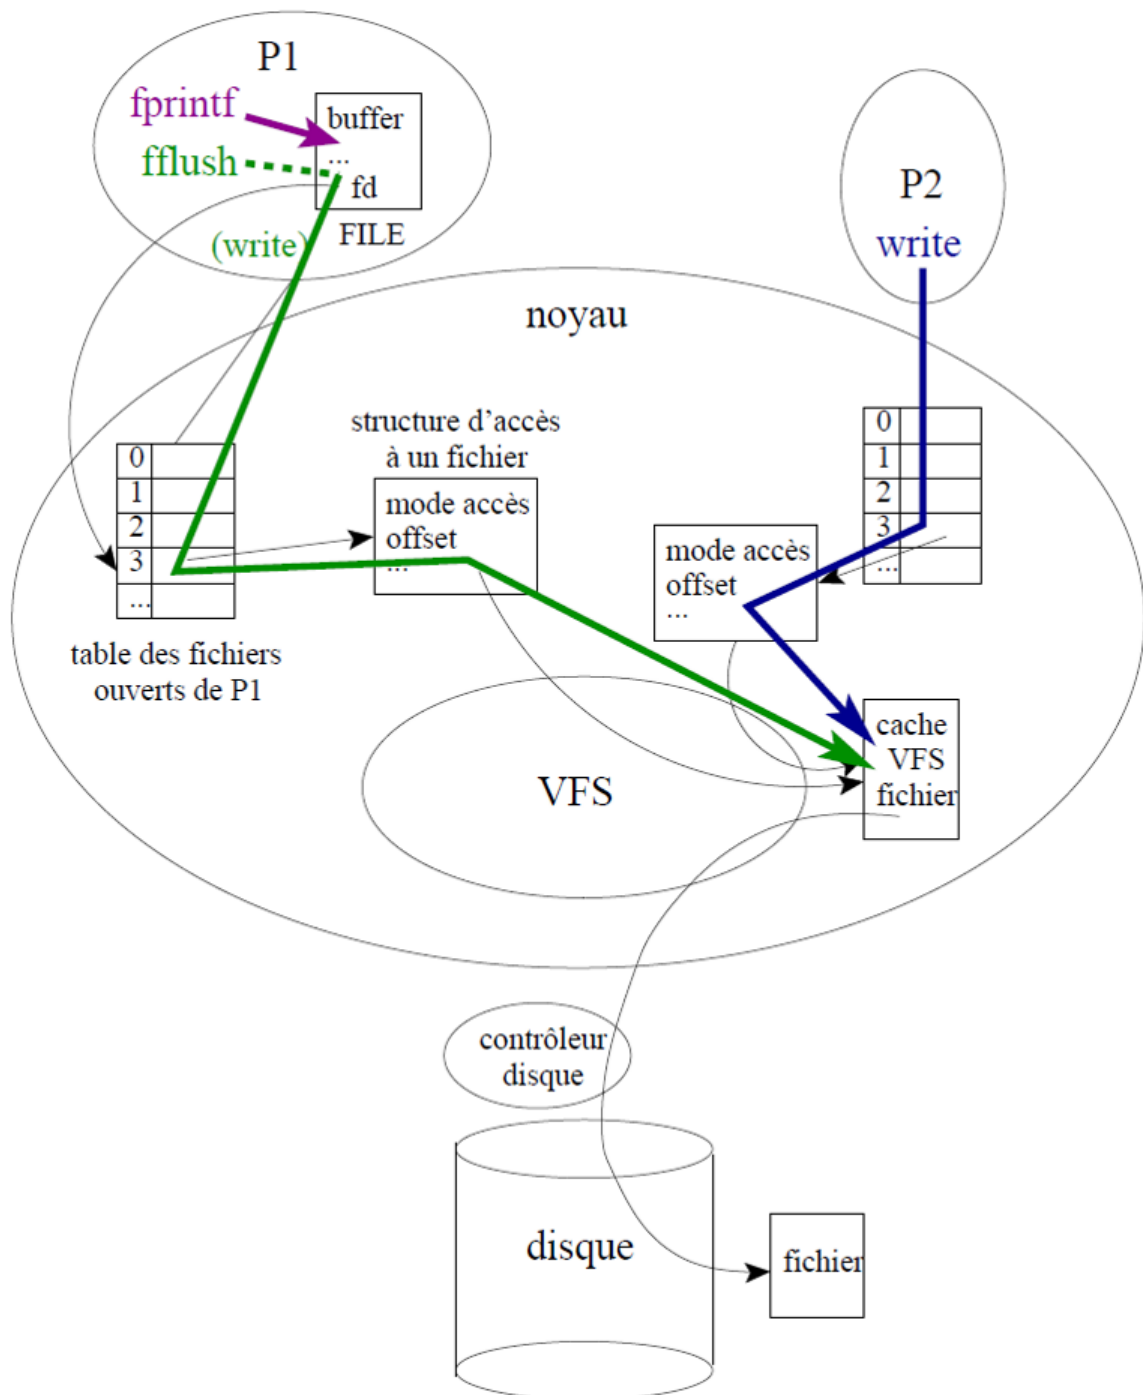 P1
fprintf
buffer
...
fflush
fd
(write)
FILE
P2
write
noyau
structure d'accès
à un fichier
0
1
2
3
...
mode accès
offset
...
table des fichiers
ouverts de P1
0
1
2
3
...
mode accès
offset
...
VFS
cache
VFS
fichier
contrôleur
disque
disque
fichier